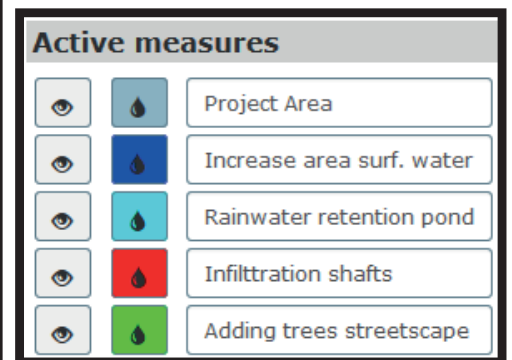 Active measures
Project Area
Increase area surf. water
Rainwater retention pond
Infilttration shafts
Adding trees streetscape